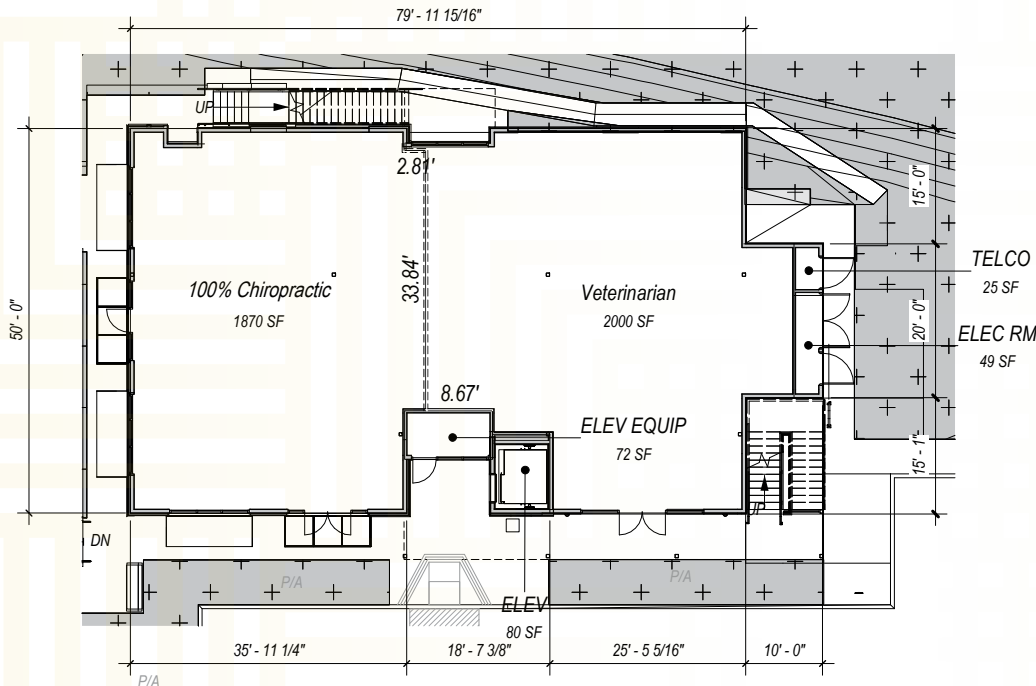 79' - 11 15/16"
UP
2.81'
15' - 0"
TELCO
25 SF
100% Chiropractic
1870 SF
33.84'
Veterinarian
2000 SF
50' - 0"
20' - 0"
ELEC RM
49 SF
8.67'
ELEV EQUIP
72 SF
15' - 1"
UP
DN
P/A
P/A
ELEV
80 SF
35' - 11 1/4"
18' - 7 3/8"
25' - 5 5/16"
10' - 0"
P/A